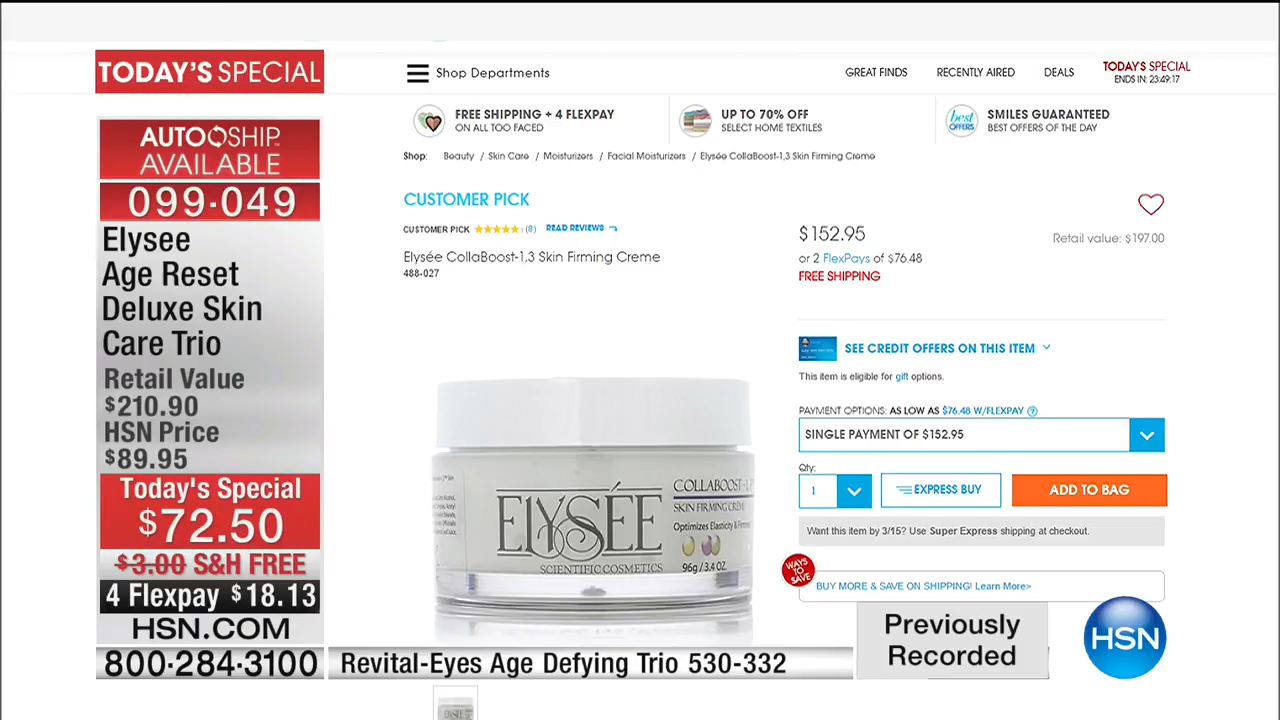 TODAY'S SPECIAL
AUTOSHIP
AVAILABLE
099-049
Elysee
Age Reset
Deluxe Skin
Care Trio
Retail Value
$210.90
HSN Price
$89.95
Today's Special
$72.50
$3.00 S&H FREE
4 Flexpay $18.13
HSN.COM
800-284-3100
Shop Departments
GREAT FINDS
RECENTLY AIRED
DEALS
TODAY'S SPECIAL
ENDS IN: 23:49:17
FREE SHIPPING + 4 FLEXPAY
ON ALL TOO FACED
UP TO 70% OFF
SELECT HOME TEXTILES
best
OFFERS
SMILES GUARANTEED
BEST OFFERS OF THE DAY
Shop: Beauty / Skin Care / Moisturizers / Facial Moisturizers / Elysée CollaBoost-1,3 Skin Firming Creme
CUSTOMER PICK
CUSTOMER PICK (8) READ REVIEWS
Elysée CollaBoost-1,3 Skin Firming Creme
488-027
$152.95
Retail value: $197.00
or 2 FlexPays of $76.48
FREE SHIPPING
SEE CREDIT OFFERS ON THIS ITEM
This item is eligible for gift options.
PAYMENT OPTIONS: AS LOW AS $76.48 W/FLEXPAY ?
SINGLE PAYMENT OF $152.95
Qty:
1
EXPRESS BUY
ADD TO BAG
Want this item by 3/15? Use Super Express shipping at checkout.
WAYS
TO
SAVE
BUY MORE & SAVE ON SHIPPING! Learn More>
COLLABOOST
SKIN FIRMING CRÈME
Optimizes Elasticity &
ELYSÉE
SCIENTIFIC COSMETICS
96g / 3.4 OZ.
Previously
Recorded
HSN
Revital-Eyes Age Defying Trio 530-332